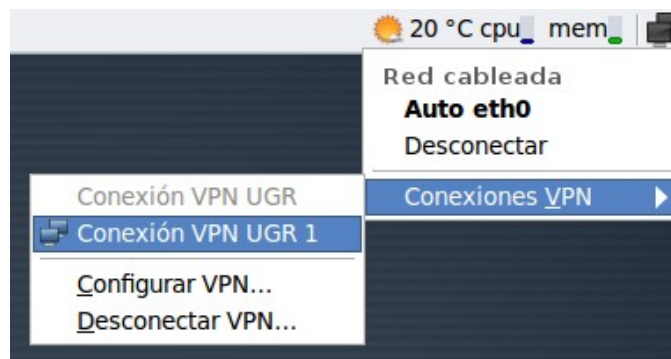 20 °C cpu mem
Red cableada
Auto eth0
Desconectar
Conexiones VPN
Conexión VPN UGR
Conexión VPN UGR 1
Configurar VPN...
Desconectar VPN...